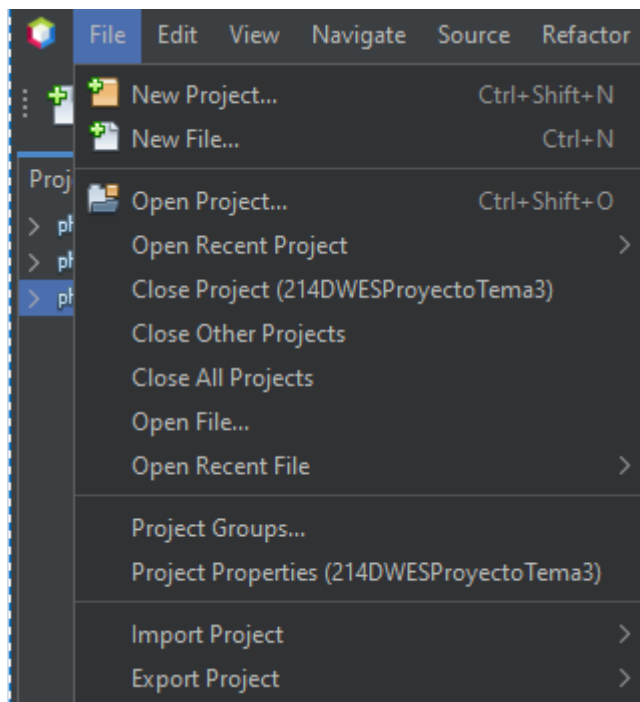 File Edit View Navigate Source Refactor
New Project... Ctrl+Shift+N
New File... Ctrl+N
Open Project... Ctrl+Shift+O
Open Recent Project
Close Project (214DWESProyectoTema3)
Close Other Projects
Close All Projects
Open File...
Open Recent File
Project Groups...
Project Properties (214DWESProyectoTema3)
Import Project
Export Project
Proj